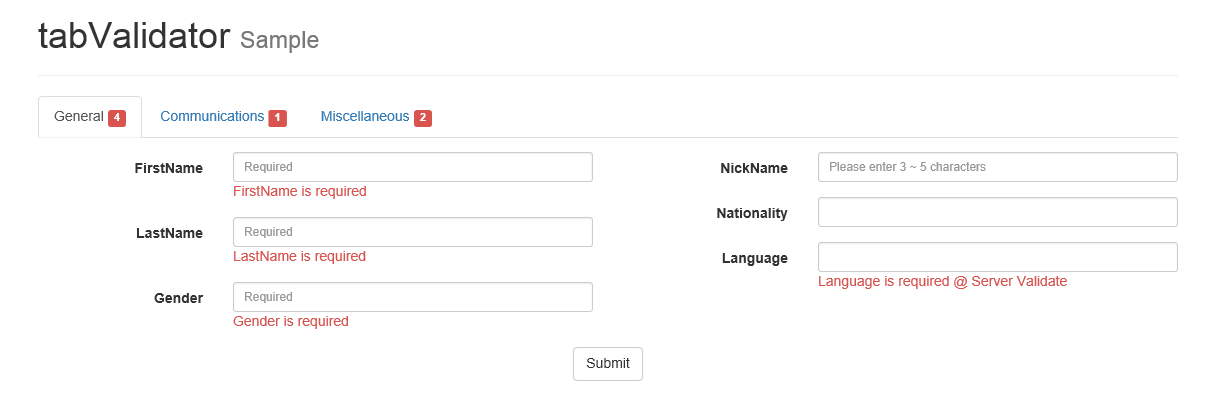 tabValidator Sample
General 4 Communications 1 Miscellaneous 2
FirstName Required
FirstName is required
LastName Required
LastName is required
Gender Required
Gender is required
NickName Please enter 3 ~ 5 characters
Nationality
Language
Language is required @ Server Validate
Submit